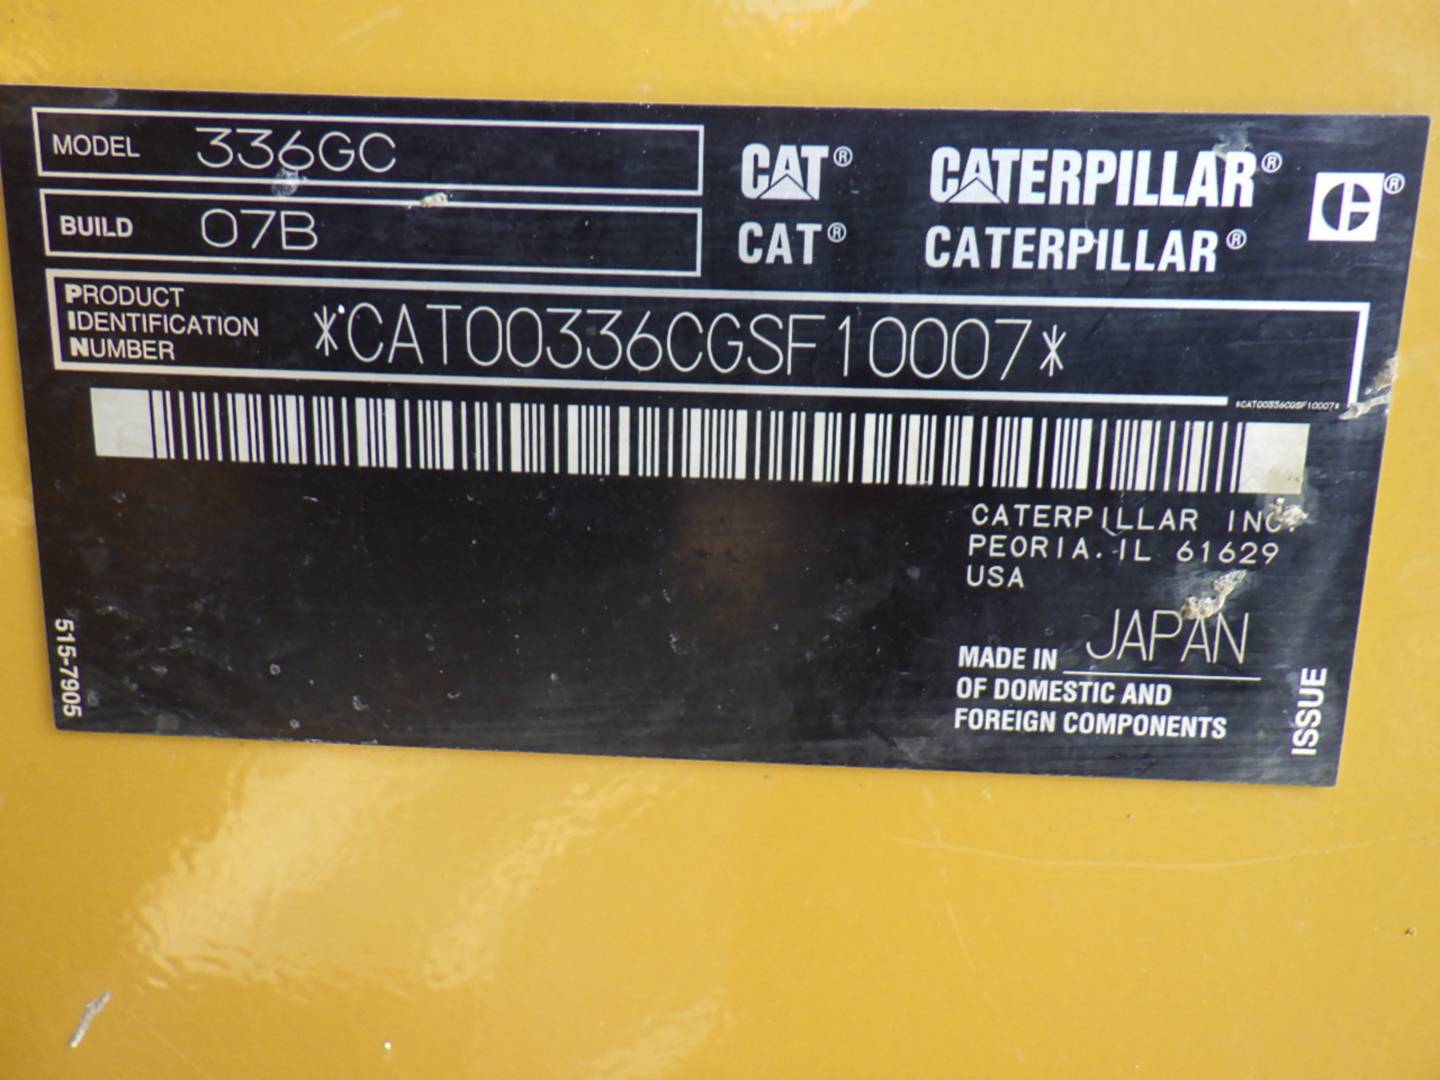 MODEL 336GC
BUILD 07B
CAT® CATERPILLAR® ®
CAT® CATERPILLAR®
PRODUCT
IDENTIFICATION
NUMBER
*CAT00336CGSF10007*
*CAT00336CGSF10007*
CATERPILLAR INC.
PEORIA. IL 61629
USA
MADE IN JAPAN
OF DOMESTIC AND
FOREIGN COMPONENTS
515-7905
ISSUE